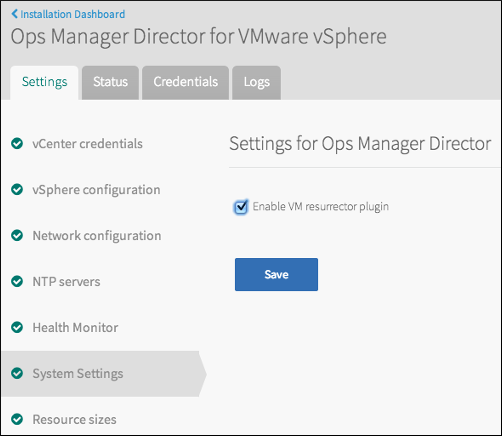 Installation Dashboard
Ops Manager Director for VMware vSphere
Settings Status Credentials Logs
vCenter credentials
vSphere configuration
Network configuration
NTP servers
Health Monitor
System Settings
Resource sizes
Settings for Ops Manager Director
Enable VM resurrector plugin
Save